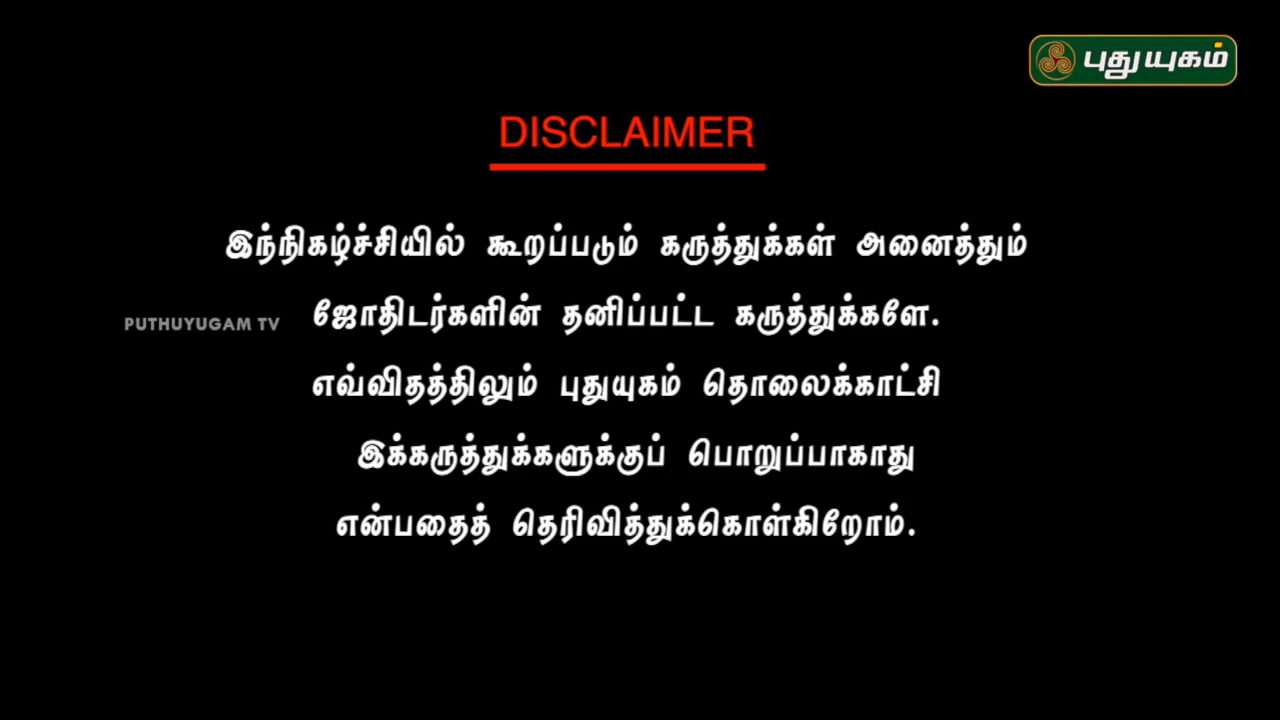 புதுயுகம்
DISCLAIMER
இந்நிகழ்ச்சியில் கூறப்படும் கருத்துக்கள் அனைத்தும்
PUTHUYUGAM TV
ஜோதிடர்களின் தனிப்பட்ட கருத்துக்களே.
எவ்விதத்திலும் புதுயுகம் தொலைக்காட்சி
இக்கருத்துக்களுக்குப் பொறுப்பாகாது
என்பதைத் தெரிவித்துக்கொள்கிறோம்.